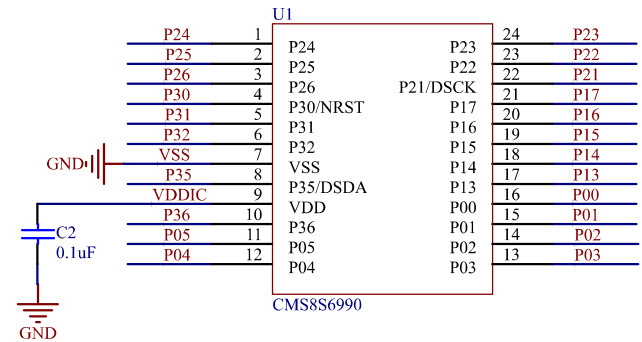 U1
P24 1 P24 P23 24 P23
P25 2 P25 P22 23 P22
P26 3 P26 P21/DSCK 22 P21
P30 4 P30/NRST P17 21 P17
P31 5 P31 P16 20 P16
P32 6 P32 P15 19 P15
GND VSS 7 VSS P14 18 P14
P35 8 P35/DSDA P13 17 P13
VDDIC 9 VDD P00 16 P00
P36 10 P36 P01 15 P01
C2 P05 11 P05 P02 14 P02
0.1uF P04 12 P04 P03 13 P03
CMS8S6990
GND